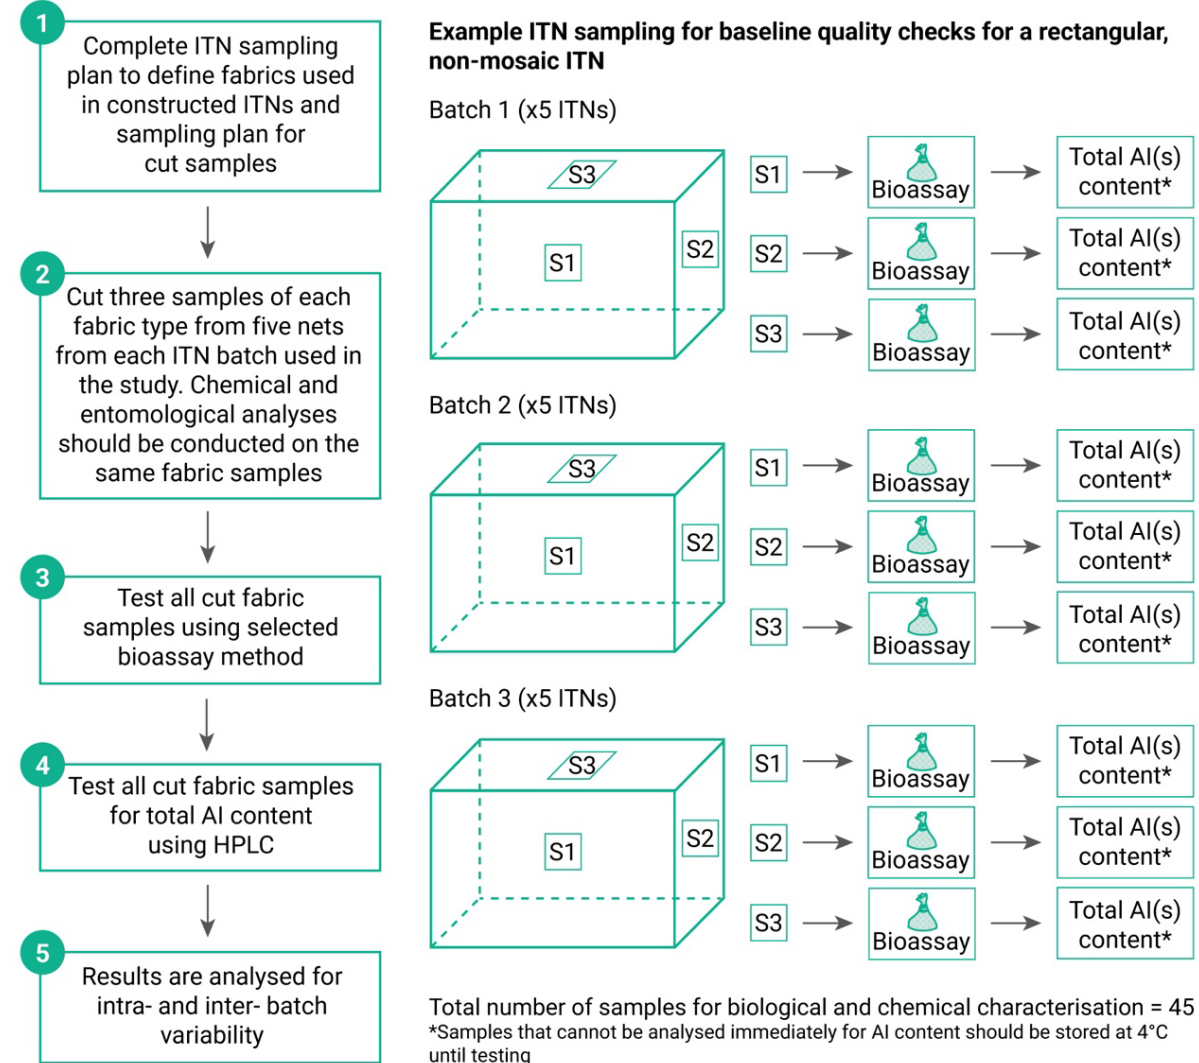 1
Complete ITN sampling
plan to define fabrics used
in constructed ITNs and
sampling plan for
cut samples
2
Cut three samples of each
fabric type from five nets
from each ITN batch used in
the study. Chemical and
entomological analyses
should be conducted on the
same fabric samples
3
Test all cut fabric
samples using selected
bioassay method
4
Test all cut fabric samples
for total AI content
using HPLC
5
Results are analysed for
intra- and inter- batch
variability
Example ITN sampling for baseline quality checks for a rectangular,
non-mosaic ITN
Batch 1 (x5 ITNs)
S3
S1
S2
S1
Bioassay
Total AI(s)
content*
S2
Bioassay
Total AI(s)
content*
S3
Bioassay
Total AI(s)
content*
Batch 2 (x5 ITNs)
S3
S1
S2
S1
Bioassay
Total AI(s)
content*
S2
Bioassay
Total AI(s)
content*
S3
Bioassay
Total AI(s)
content*
Batch 3 (x5 ITNs)
S3
S1
S2
S1
Bioassay
Total AI(s)
content*
S2
Bioassay
Total AI(s)
content*
S3
Bioassay
Total AI(s)
content*
Total number of samples for biological and chemical characterisation = 45
*Samples that cannot be analysed immediately for AI content should be stored at 4°C
until testing